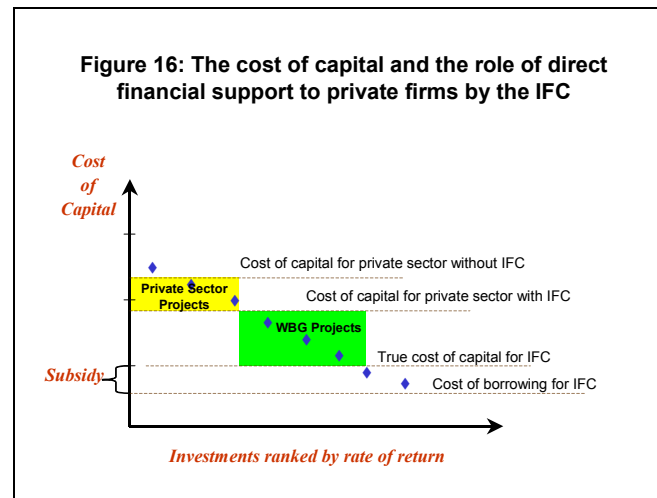 Figure 16: The cost of capital and the role of direct
financial support to private firms by the IFC
Cost
of
Capital
Cost of capital for private sector without IFC
Private Sector
Projects
Cost of capital for private sector with IFC
WBG Projects
True cost of capital for IFC
Subsidy
Cost of borrowing for IFC
Investments ranked by rate of return